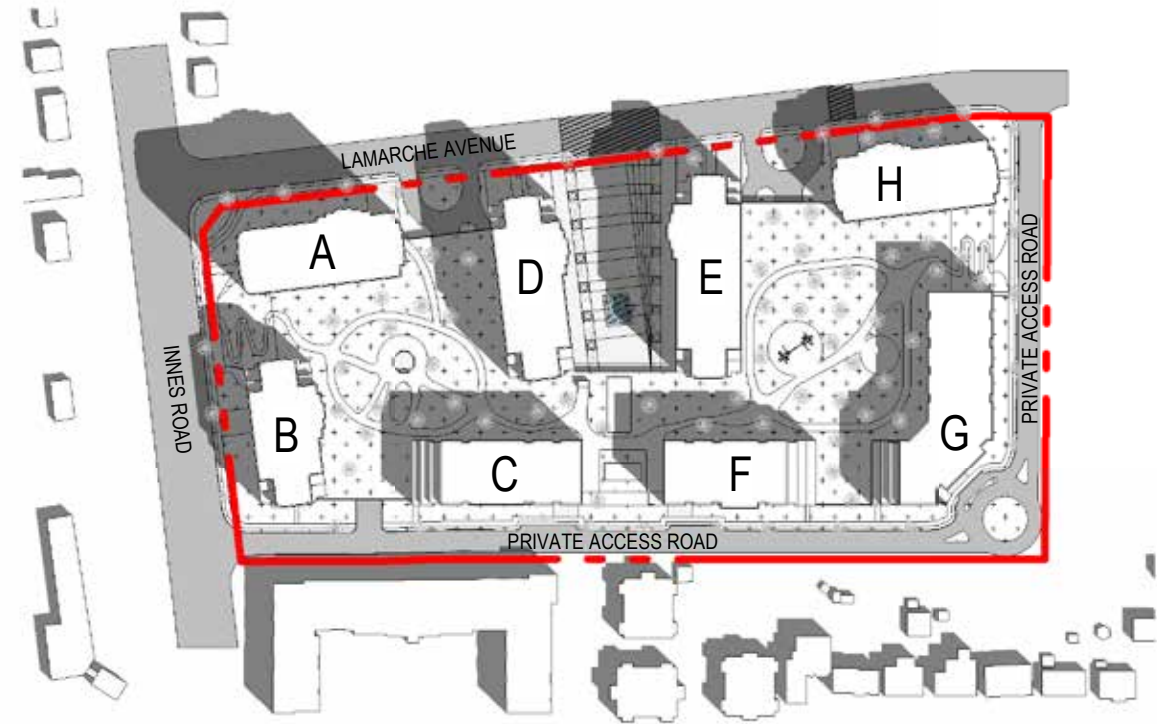 LAMARCHE AVENUE
H
A
D
E
PRIVATE ACCESS ROAD
INNES ROAD
B
G
C
F
PRIVATE ACCESS ROAD